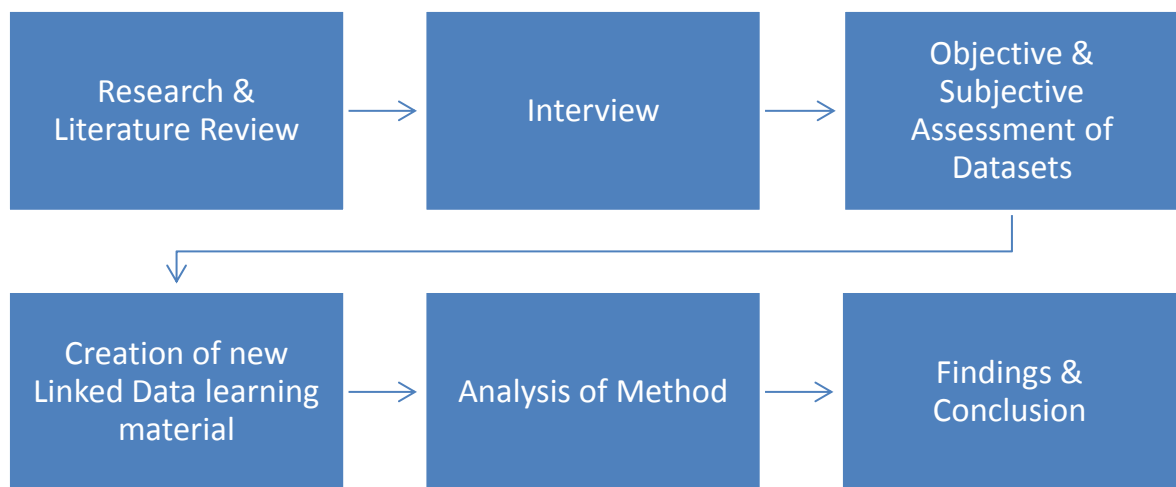 Research &
Literature Review
Interview
Objective &
Subjective
Assessment of
Datasets
Creation of new
Linked Data learning
material
Analysis of Method
Findings &
Conclusion